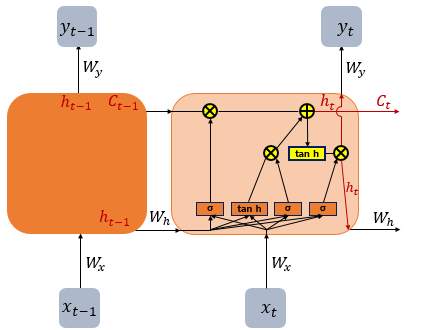 y_{t-1} y_t
W_y W_y
h_{t-1} C_{t-1} h_t C_t
tan h
h_t
σ tan h σ σ
h_{t-1} W_h W_h
W_x W_x
x_{t-1} x_t